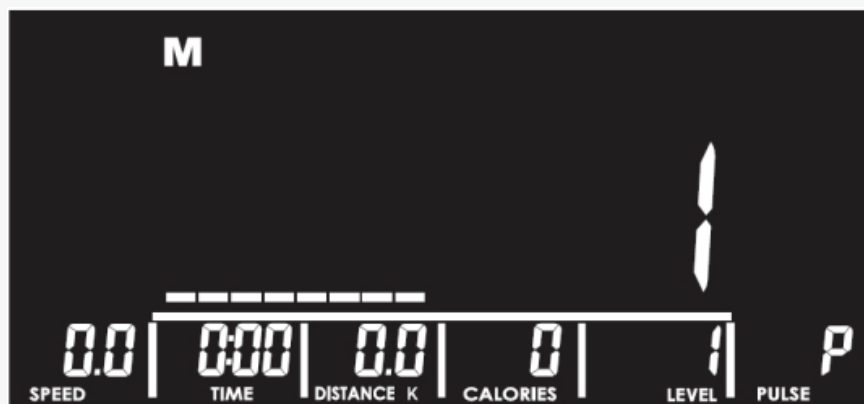 M
1
0.0 0:00 0.0 0 1 P
SPEED TIME DISTANCE K CALORIES LEVEL PULSE